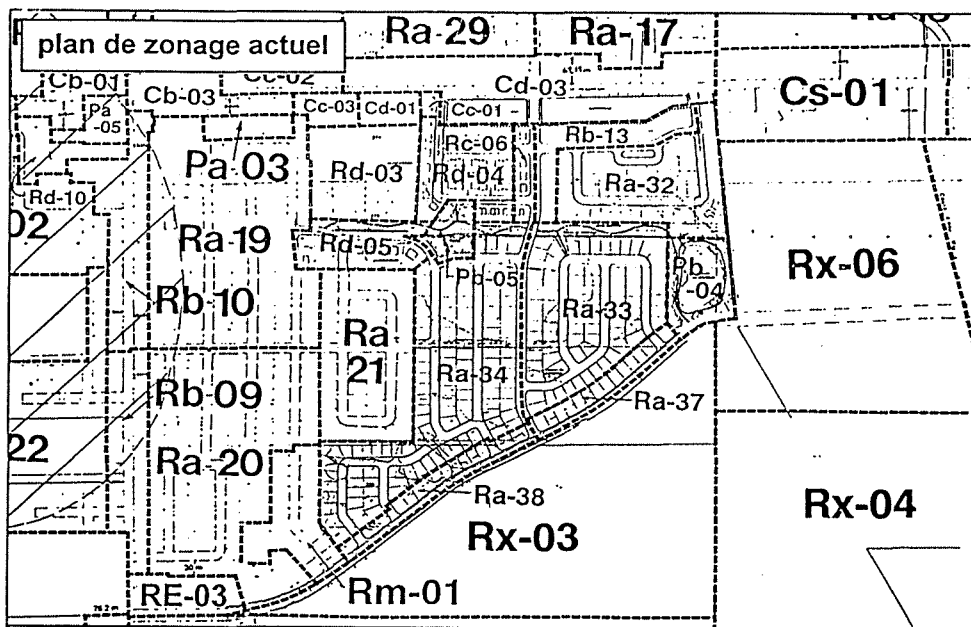 plan de zonage actuel
Ra-29
Ra-17
Cb-01
Cb-03
Cc-02
Cd-03
Cs-01
Pa
-05
Cc-03
Cd-01
Cc-01
Rc-06
Rb-13
Pa-03
Rd-03
Rd-04
Ra-32
Rd-10
02
Ra-19
Rd-05
Pb-05
Pb
-04
Rx-06
Rb-10
Ra-33
Ra
21
Ra-34
Rb-09
Ra-37
22
Ra-20
Ra-38
Rx-03
Rx-04
RE-03
Rm-01